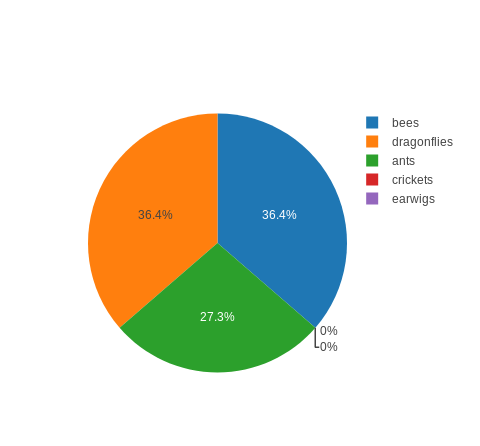 bees
dragonflies
ants
crickets
earwigs
36.4%
36.4%
27.3%
0%
0%